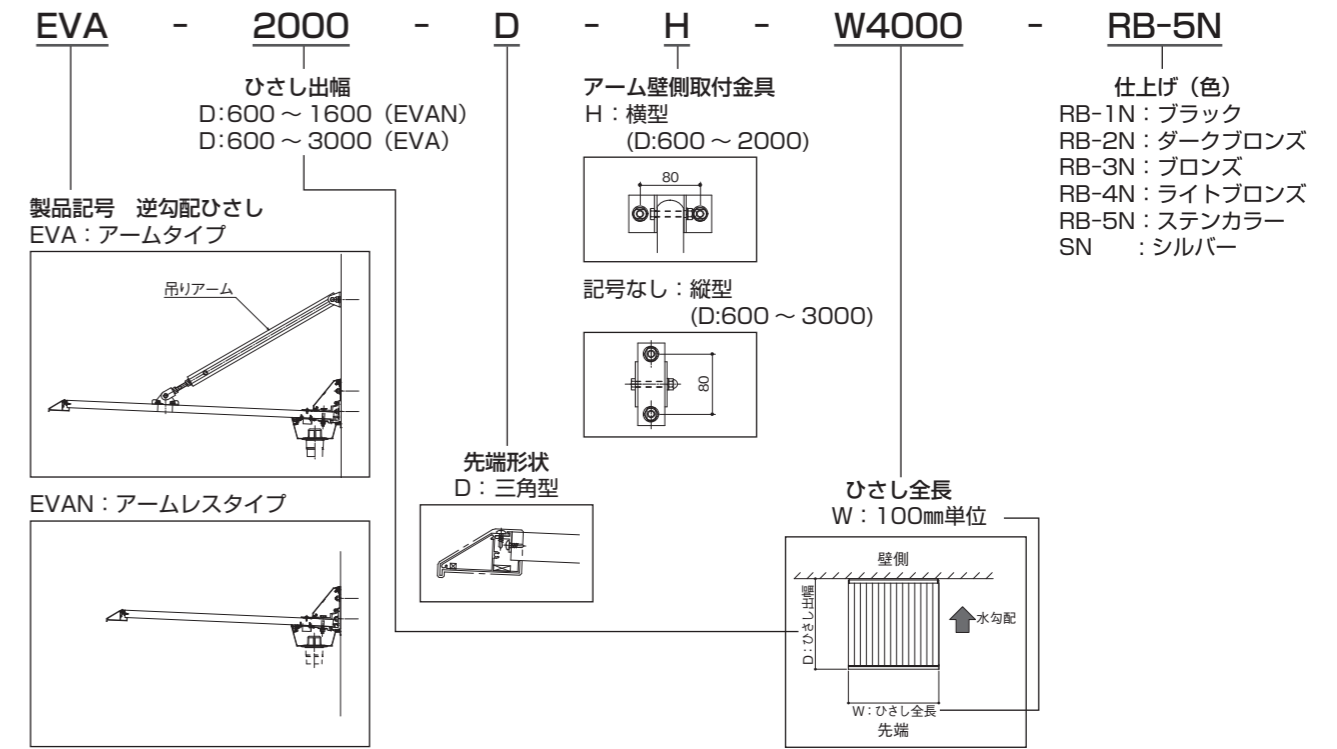 EVA - 2000 - D - H - W4000 - RB-5N
ひさし出幅
D:600～1600（EVAN）
D:600～3000（EVA）
アーム壁側取付金具
H：横型
(D:600～2000)
80
記号なし：縦型
(D:600～3000)
80
仕上げ（色）
RB-1N：ブラック
RB-2N：ダークブロンズ
RB-3N：ブロンズ
RB-4N：ライトブロンズ
RB-5N：ステンカラー
SN　：シルバー
製品記号　逆勾配ひさし
EVA：アームタイプ
吊りアーム
EVAN：アームレスタイプ
先端形状
D：三角型
ひさし全長
W：100㎜単位
壁側
D：ひさし出幅
水勾配
W：ひさし全長
先端